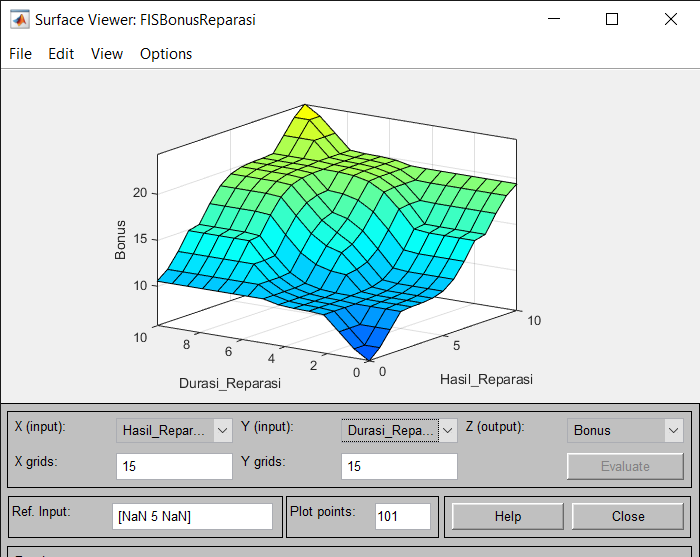 Surface Viewer: FISBonusReparasi
File Edit View Options
20
15
10
Bonus
10
8
6
4
2
0
Durasi_Reparasi
0
5
10
Hasil_Reparasi
X (input): Hasil_Repar... Y (input): Durasi_Repa... Z (output): Bonus
X grids: 15 Y grids: 15 Evaluate
Ref. Input: [NaN 5 NaN] Plot points: 101 Help Close